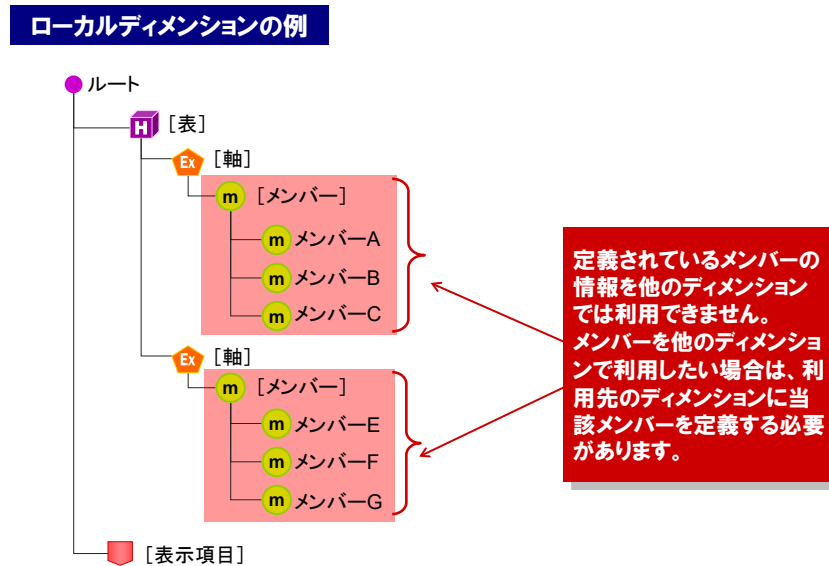 ローカルディメンションの例
ルート
H [表]
Ex [軸]
m [メンバー]
m メンバーA
m メンバーB
m メンバーC
Ex [軸]
m [メンバー]
m メンバーE
m メンバーF
m メンバーG
[表示項目]
定義されているメンバーの
情報を他のディメンション
では利用できません。
メンバーを他のディメンショ
ンで利用したい場合は、利
用先のディメンションに当
該メンバーを定義する必要
があります。